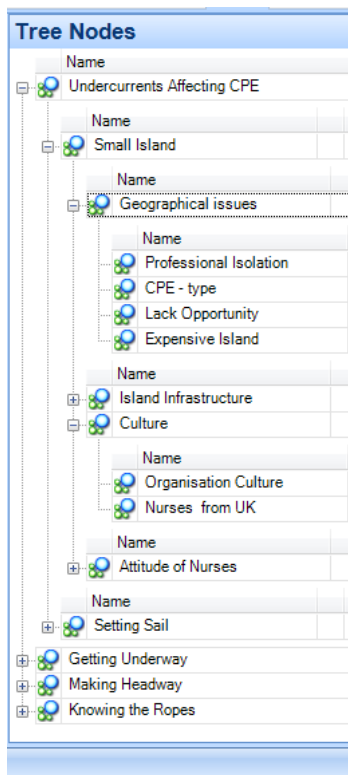 Tree Nodes
Name
Undercurrents Affecting CPE
Name
Small Island
Name
Geographical issues
Name
Professional Isolation
CPE - type
Lack Opportunity
Expensive Island
Name
Island Infrastructure
Culture
Name
Organisation Culture
Nurses from UK
Name
Attitude of Nurses
Name
Setting Sail
Getting Underway
Making Headway
Knowing the Ropes